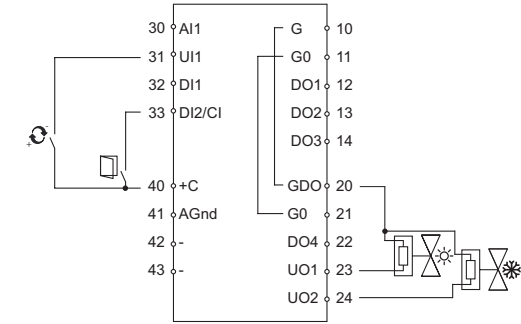 30 AI1 G 10
31 UI1 G0 11
32 DI1 DO1 12
33 DI2/CI DO2 13
DO3 14
40 +C GDO 20
41 AGnd G0 21
42 - DO4 22
43 - UO1 23
UO2 24
- +